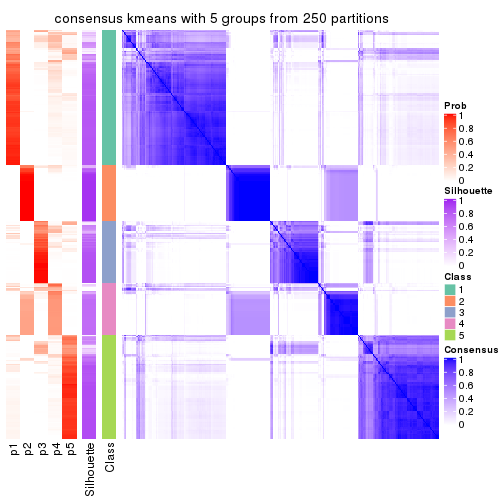 consensus kmeans with 5 groups from 250 partitions
Prob
1
0.8
0.6
0.4
0.2
0
Silhouette
1
0.8
0.6
0.4
0.2
0
Class
1
2
3
4
5
Consensus
1
0.8
0.6
0.4
0.2
0
p1
p2
p3
p4
p5
Silhouette
Class